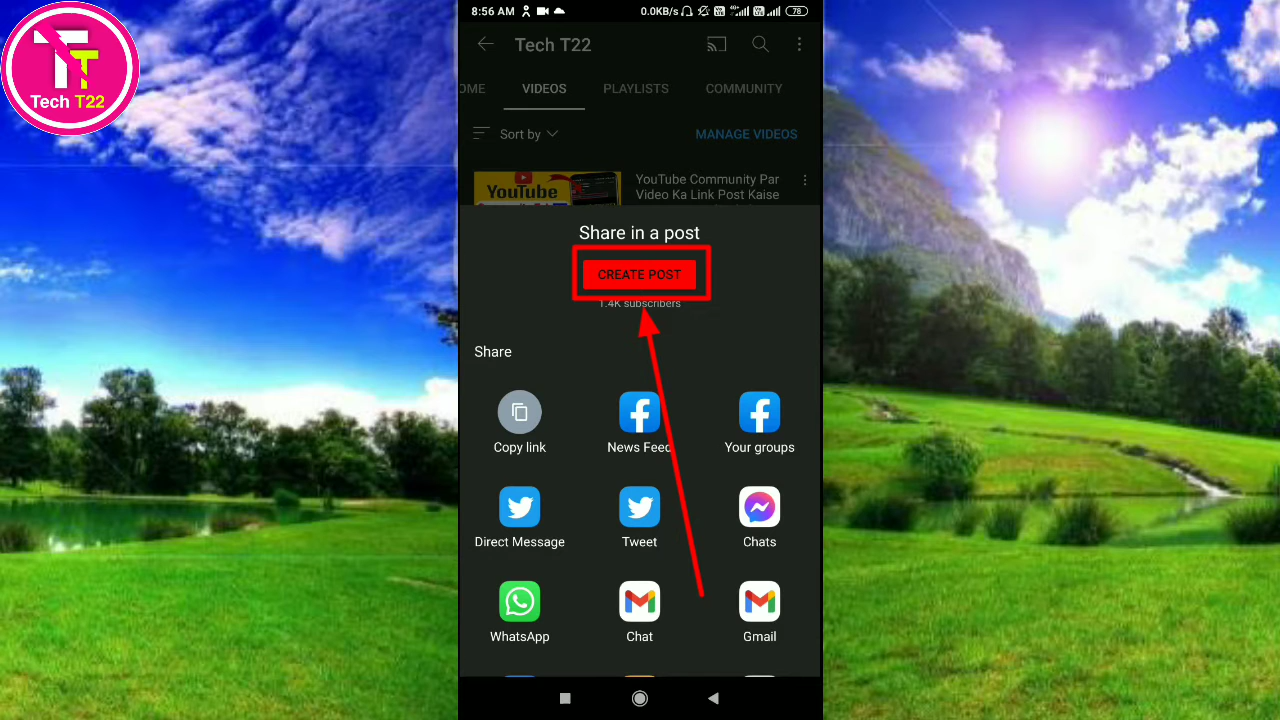 Tech T22
8:56 AM
0.0KB/s
4G+
78
Tech T22
OME
VIDEOS
PLAYLISTS
COMMUNITY
Sort by
MANAGE VIDEOS
YouTube
YouTube Community Par
Video Ka Link Post Kaise
Share in a post
CREATE POST
1.4K subscribers
Share
Copy link
News Feed
Your groups
Direct Message
Tweet
Chats
WhatsApp
Chat
Gmail